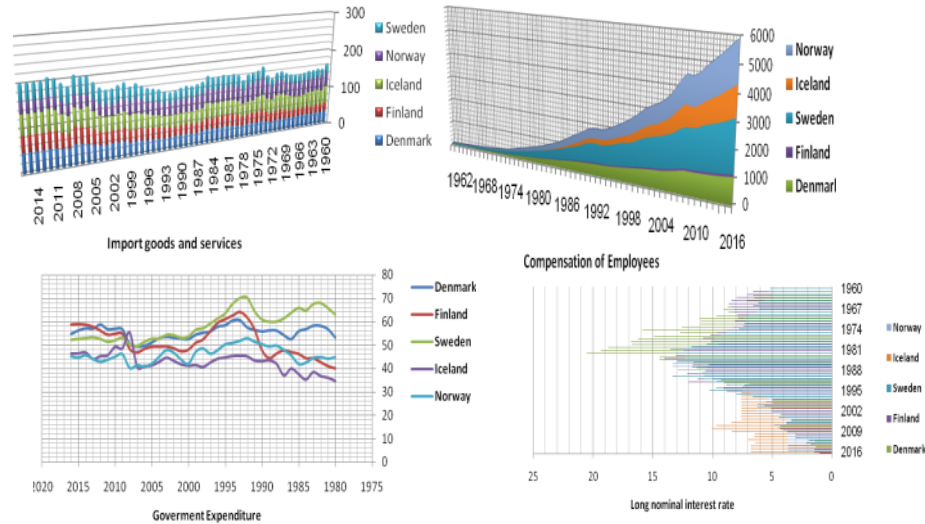 300
200
100
0
Sweden
Norway
Iceland
Finland
Denmark
2014
2011
2008
2005
2002
1999
1996
1993
1990
1987
1984
1981
1978
1975
1972
1969
1966
1963
1960
Import goods and services
6000
5000
4000
3000
2000
1000
0
Norway
Iceland
Sweden
Finland
Denmarl
1962
1968
1974
1980
1986
1992
1998
2004
2010
2016
Compensation of Employees
80
70
60
50
40
30
20
10
0
Denmark
Finland
Sweden
Iceland
Norway
2020 2015 2010 2005 2000 1995 1990 1985 1980 1975
Goverment Expenditure
1960
1967
1974
1981
1988
1995
2002
2009
2016
Norway
Iceland
Sweden
Finland
Denmark
25 20 15 10 5 0
Long nominal interest rate